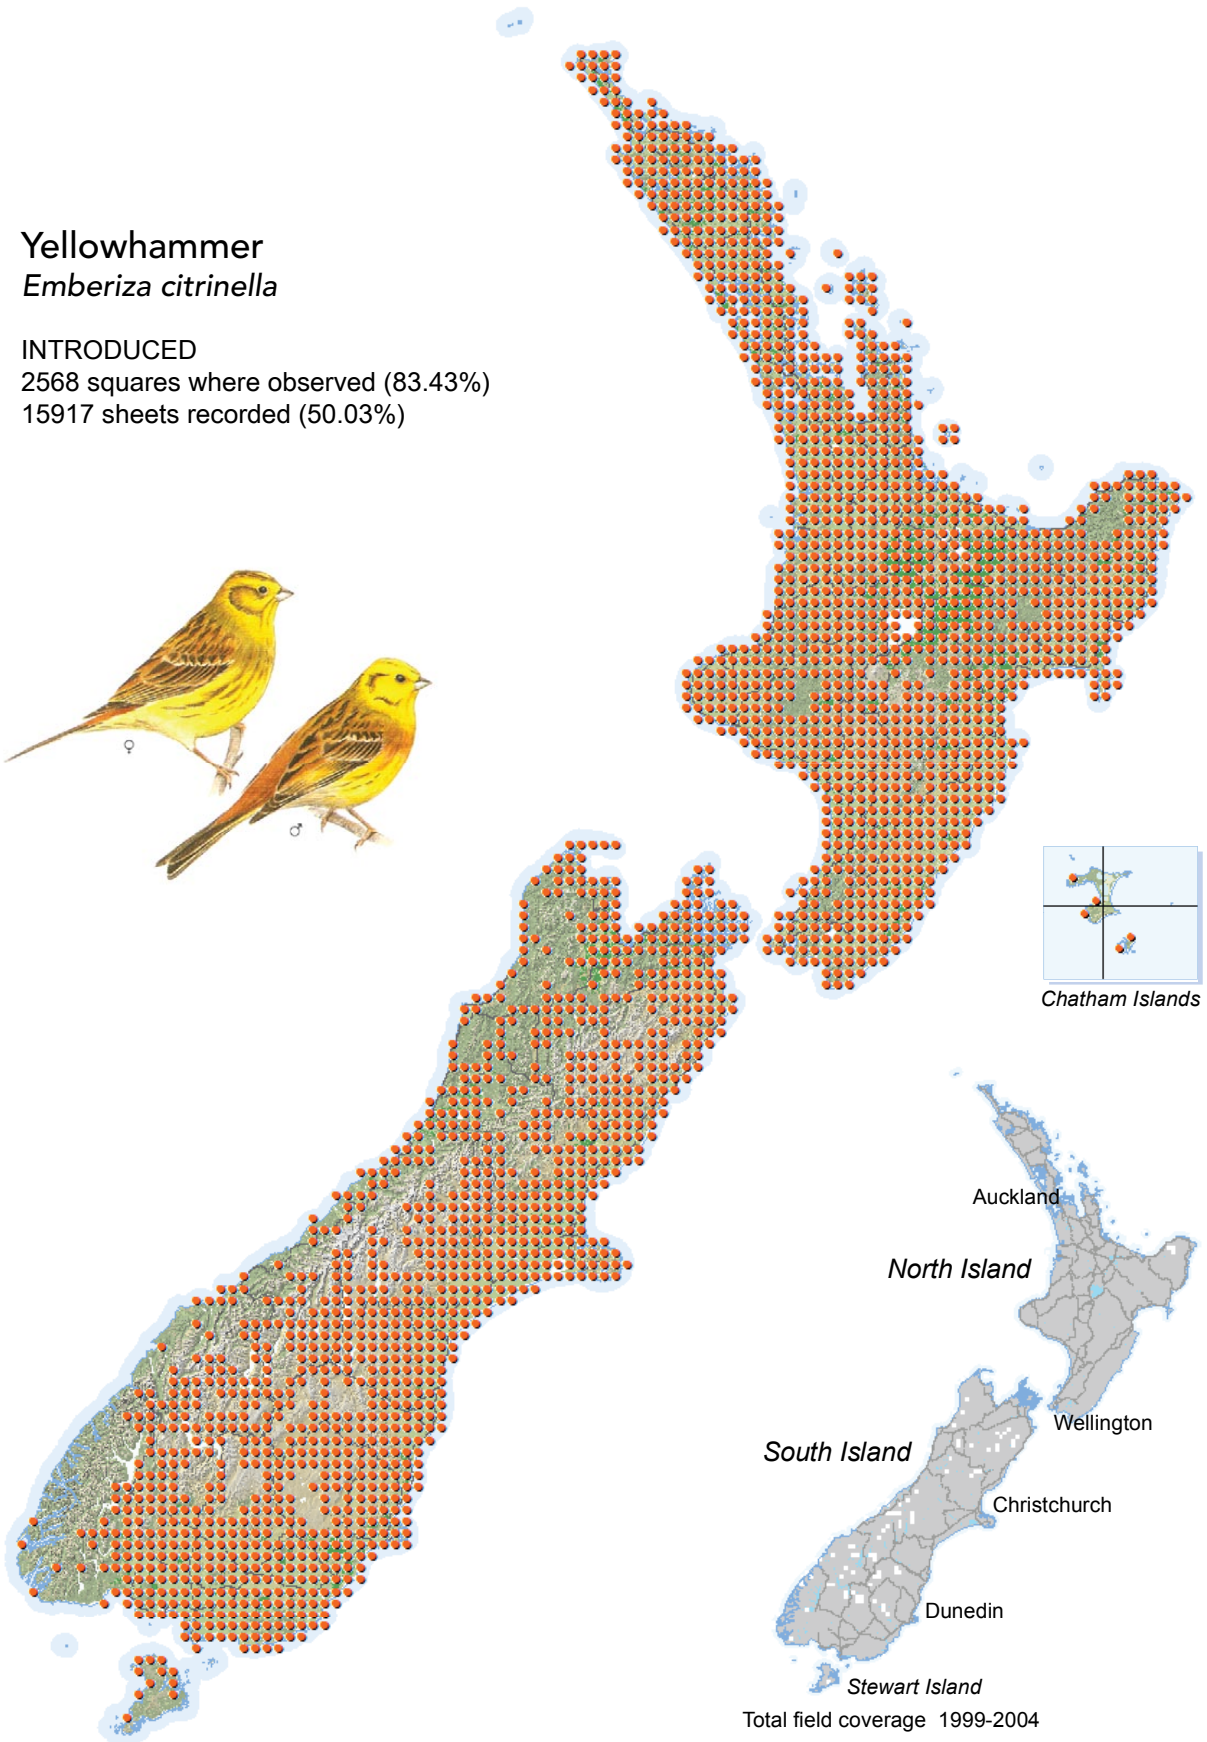 Yellowhammer
Emberiza citrinella
INTRODUCED
2568 squares where observed (83.43%)
15917 sheets recorded (50.03%)
♀
♂
Chatham Islands
Auckland
North Island
Wellington
South Island
Christchurch
Dunedin
Stewart Island
Total field coverage 1999-2004